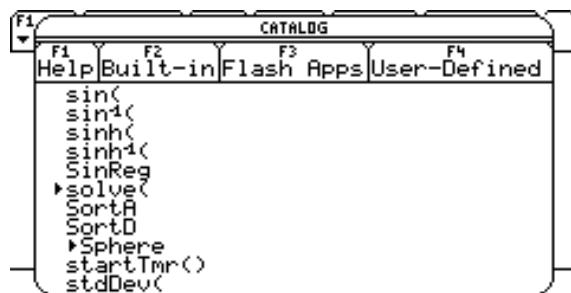 F1
CATALOG
F1 F2 F3 F4
Help Built-in Flash Apps User-Defined
sin(
sin⁻¹(
sinh(
sinh⁻¹(
SinReg
▸solve(
SortA
SortD
▸Sphere
startTmr()
stdDev(